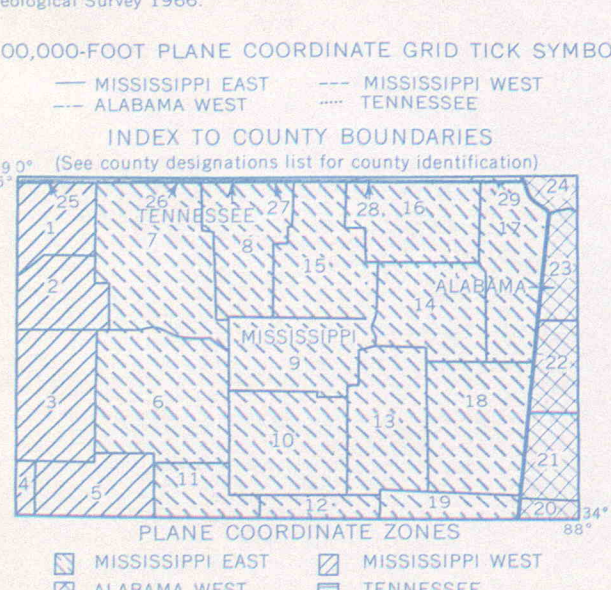 eological Survey 1966.
00,000-FOOT PLANE COORDINATE GRID TICK SYMBO
MISSISSIPPI EAST MISSISSIPPI WEST
ALABAMA WEST TENNESSEE
INDEX TO COUNTY BOUNDARIES
90° (See county designations list for county identification)
25 26 27 28 29 24
TENNESSEE 16
1 7 8 17
15 23
2 14 ALABAMA
MISSISSIPPI
9 22
3 6 13 18
10
21
4 5 11
12 19 20 34°
PLANE COORDINATE ZONES 88°
MISSISSIPPI EAST MISSISSIPPI WEST
ALABAMA WEST TENNESSEE